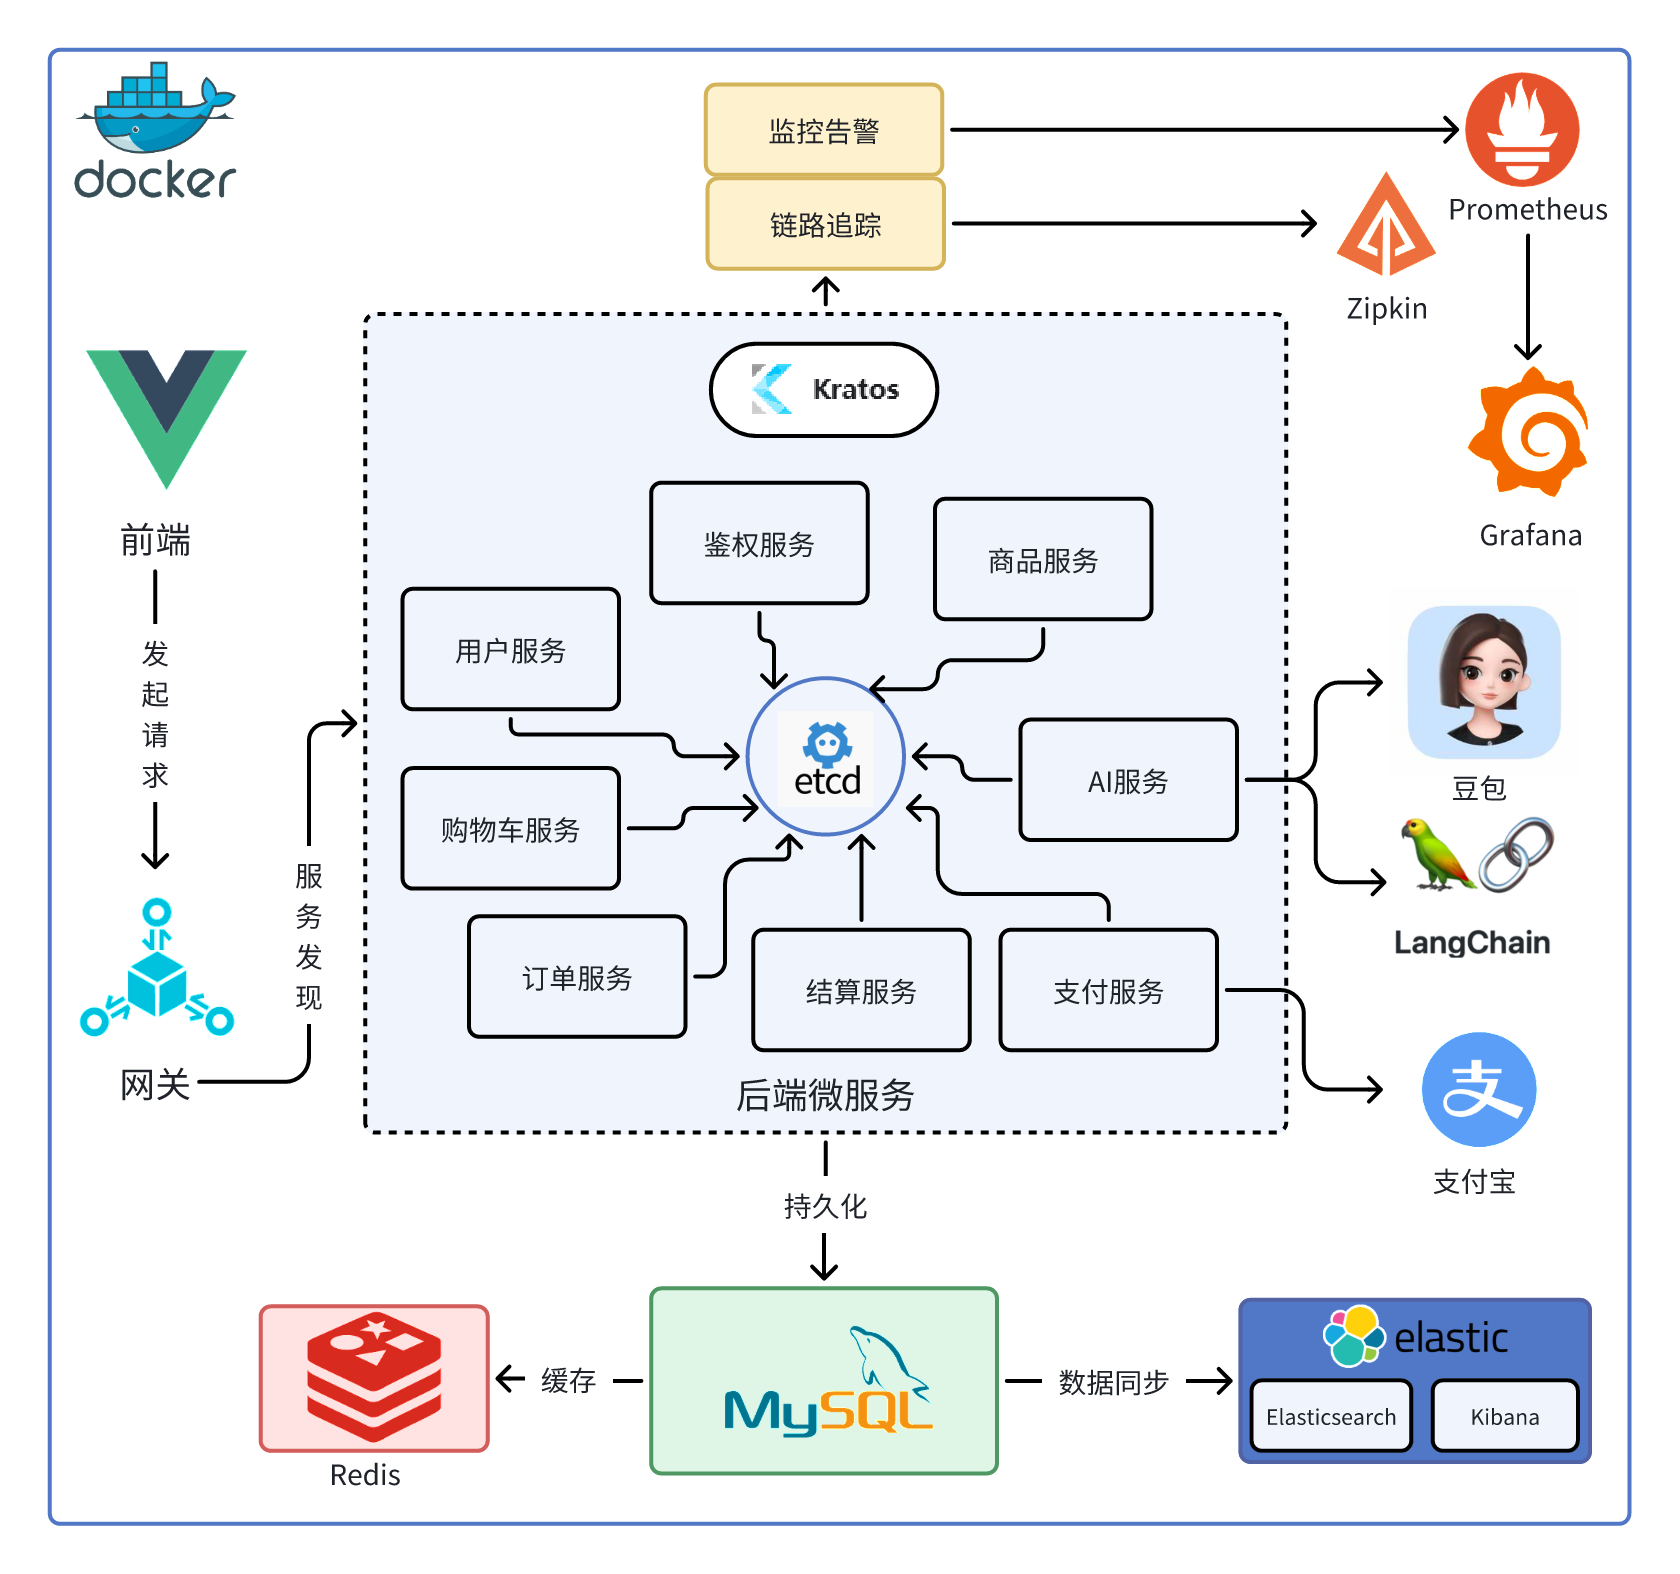 docker
监控告警
链路追踪
Prometheus
Zipkin
Grafana
Kratos
前端
发起请求
网关
服务发现
鉴权服务
商品服务
用户服务
etcd
AI服务
购物车服务
订单服务
结算服务
支付服务
后端微服务
豆包
LangChain
支
支付宝
持久化
缓存
Redis
MySQL
数据同步
elastic
Elasticsearch
Kibana